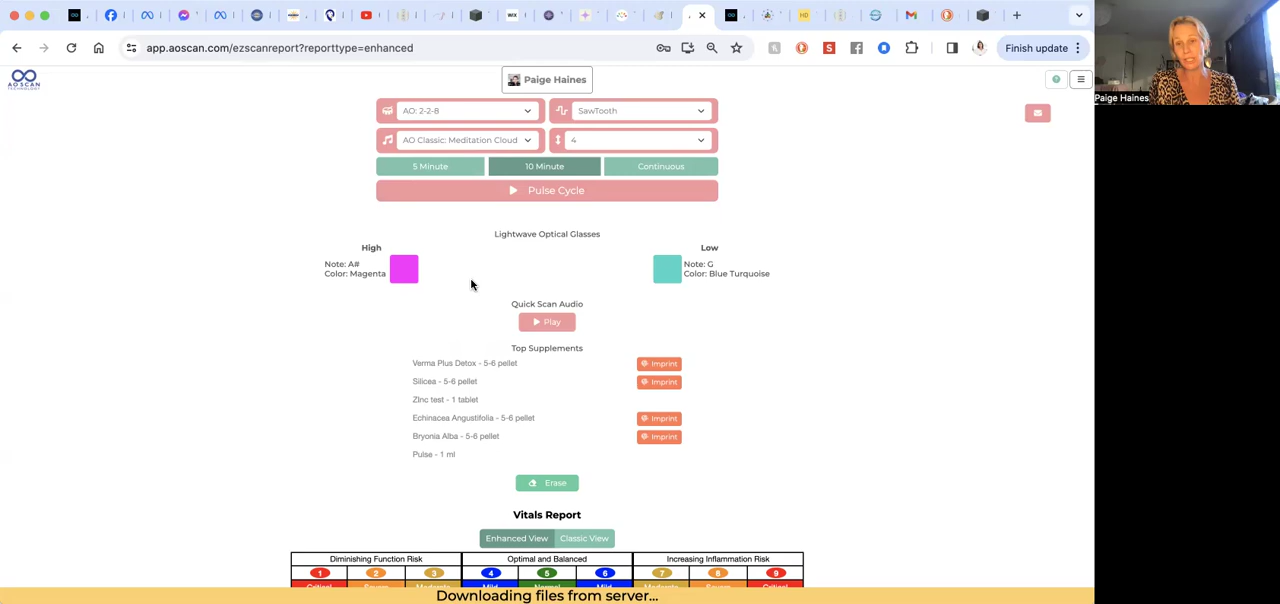 WIX
HD
S
app.aoscan.com/ezscanreport?reporttype=enhanced
Finish update
AO SCAN
TECHNOLOGY
Paige Haines
Paige Haines
AO: 2-2-8
SawTooth
AO Classic: Meditation Cloud
4
5 Minute
10 Minute
Continuous
Pulse Cycle
Lightwave Optical Glasses
High
Low
Note: A#
Color: Magenta
Note: G
Color: Blue Turquoise
Quick Scan Audio
Play
Top Supplements
Verma Plus Detox - 5-6 pellet
Imprint
Silicea - 5-6 pellet
Imprint
Zinc test - 1 tablet
Echinacea Angustifolia - 5-6 pellet
Imprint
Bryonia Alba - 5-6 pellet
Imprint
Pulse - 1 ml
Erase
Vitals Report
Enhanced View
Classic View
Diminishing Function Risk
Optimal and Balanced
Increasing Inflammation Risk
1 2 3 4 5 6 7 8 9
Downloading files from server...